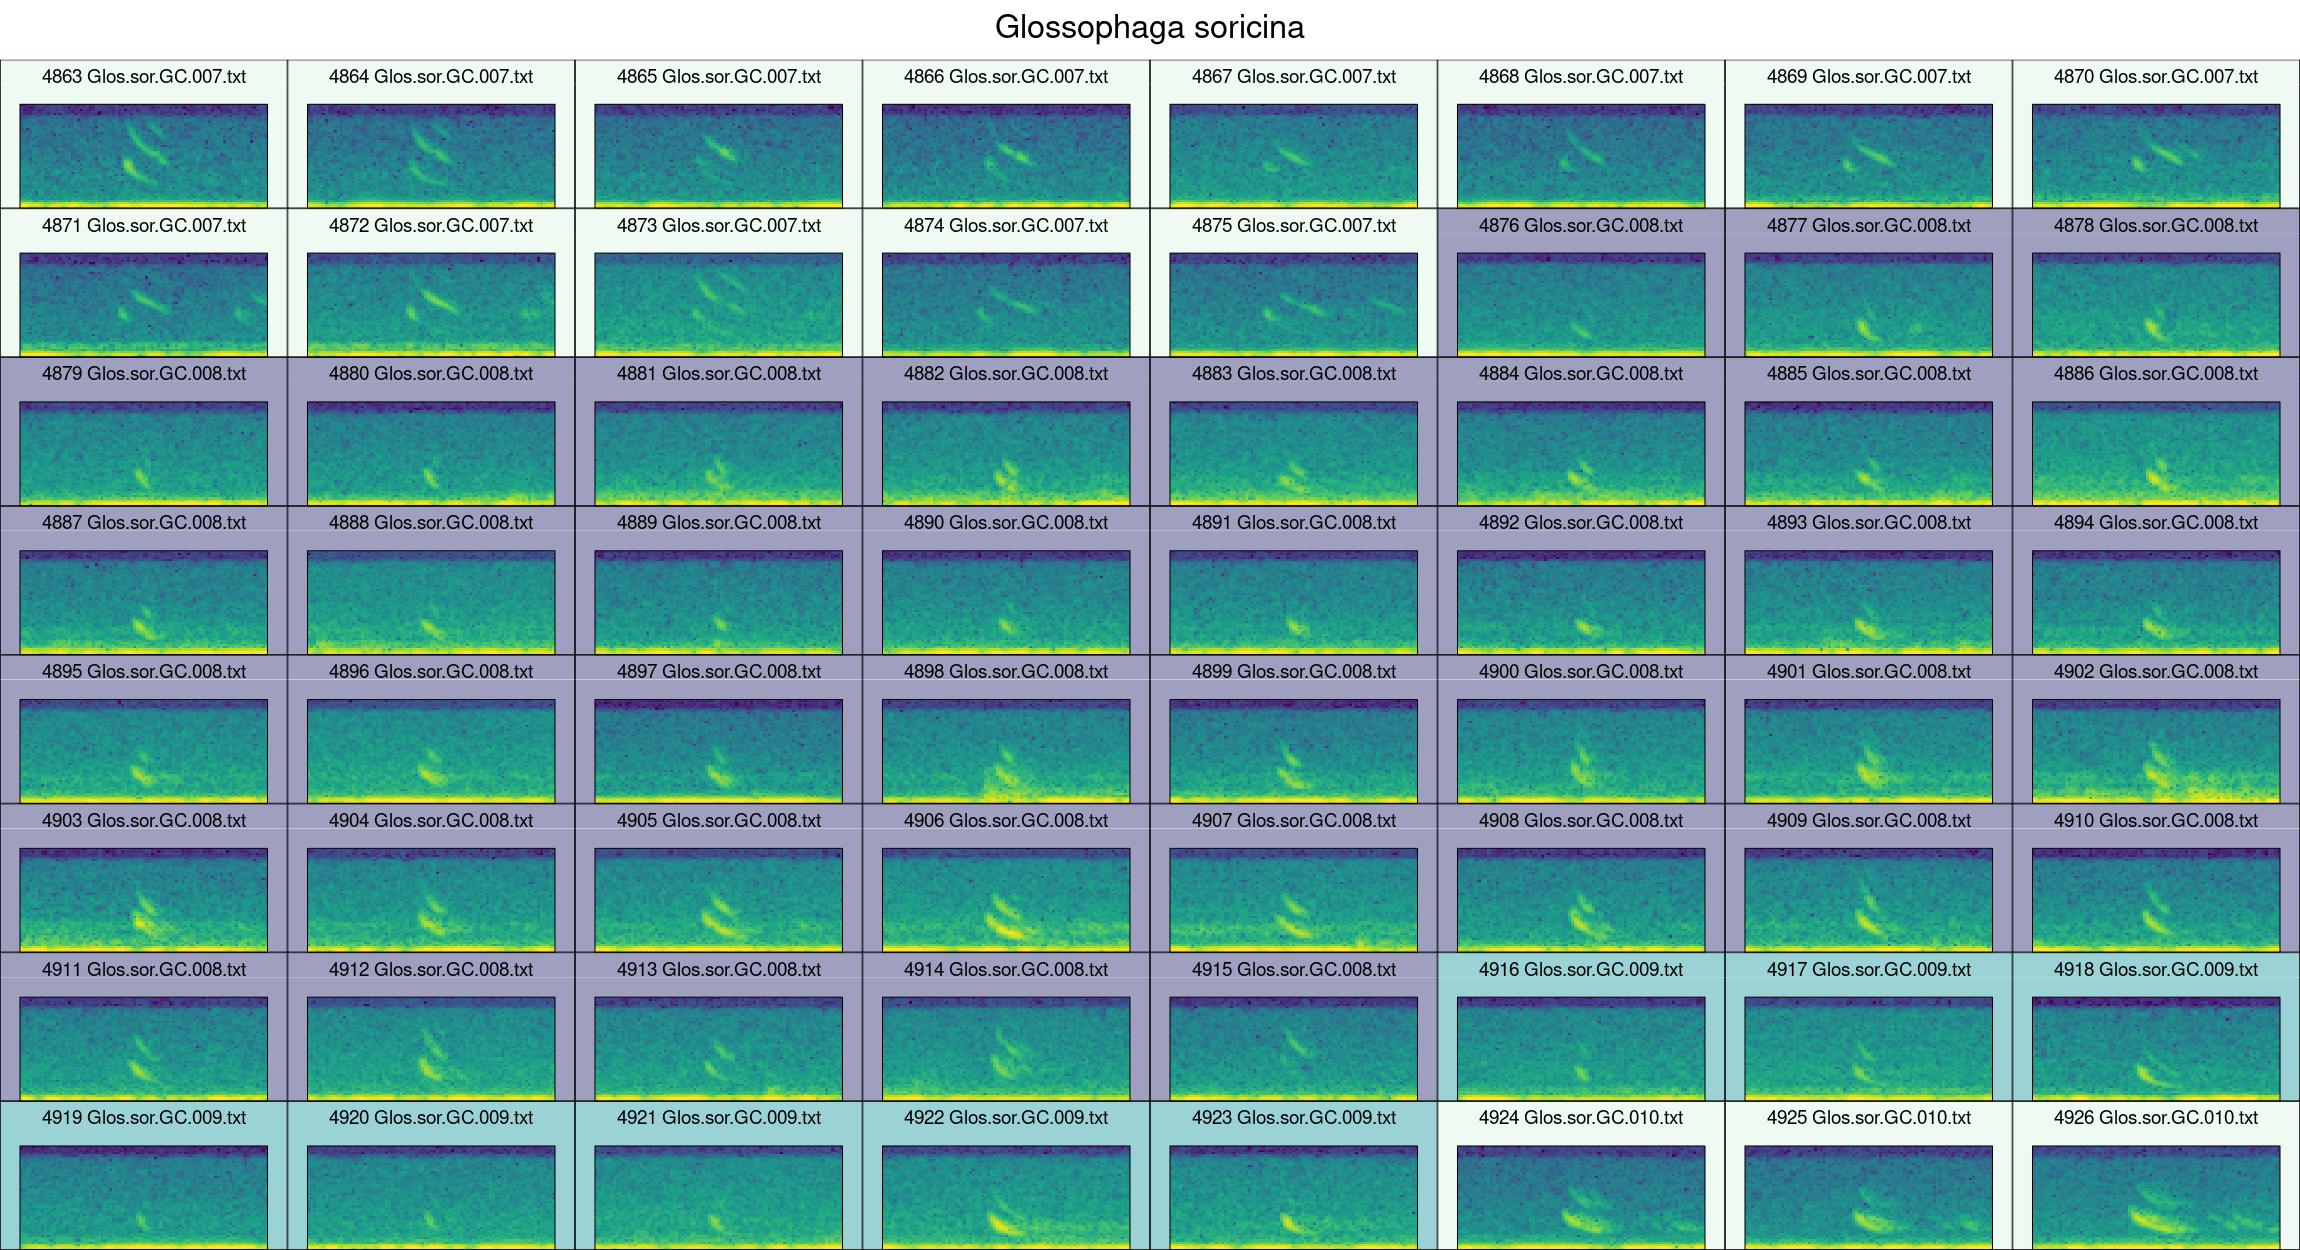 Glossophaga soricina
4863 Glos.sor.GC.007.txt 4864 Glos.sor.GC.007.txt 4865 Glos.sor.GC.007.txt 4866 Glos.sor.GC.007.txt 4867 Glos.sor.GC.007.txt 4868 Glos.sor.GC.007.txt 4869 Glos.sor.GC.007.txt 4870 Glos.sor.GC.007.txt
4871 Glos.sor.GC.007.txt 4872 Glos.sor.GC.007.txt 4873 Glos.sor.GC.007.txt 4874 Glos.sor.GC.007.txt 4875 Glos.sor.GC.007.txt 4876 Glos.sor.GC.008.txt 4877 Glos.sor.GC.008.txt 4878 Glos.sor.GC.008.txt
4879 Glos.sor.GC.008.txt 4880 Glos.sor.GC.008.txt 4881 Glos.sor.GC.008.txt 4882 Glos.sor.GC.008.txt 4883 Glos.sor.GC.008.txt 4884 Glos.sor.GC.008.txt 4885 Glos.sor.GC.008.txt 4886 Glos.sor.GC.008.txt
4887 Glos.sor.GC.008.txt 4888 Glos.sor.GC.008.txt 4889 Glos.sor.GC.008.txt 4890 Glos.sor.GC.008.txt 4891 Glos.sor.GC.008.txt 4892 Glos.sor.GC.008.txt 4893 Glos.sor.GC.008.txt 4894 Glos.sor.GC.008.txt
4895 Glos.sor.GC.008.txt 4896 Glos.sor.GC.008.txt 4897 Glos.sor.GC.008.txt 4898 Glos.sor.GC.008.txt 4899 Glos.sor.GC.008.txt 4900 Glos.sor.GC.008.txt 4901 Glos.sor.GC.008.txt 4902 Glos.sor.GC.008.txt
4903 Glos.sor.GC.008.txt 4904 Glos.sor.GC.008.txt 4905 Glos.sor.GC.008.txt 4906 Glos.sor.GC.008.txt 4907 Glos.sor.GC.008.txt 4908 Glos.sor.GC.008.txt 4909 Glos.sor.GC.008.txt 4910 Glos.sor.GC.008.txt
4911 Glos.sor.GC.008.txt 4912 Glos.sor.GC.008.txt 4913 Glos.sor.GC.008.txt 4914 Glos.sor.GC.008.txt 4915 Glos.sor.GC.008.txt 4916 Glos.sor.GC.009.txt 4917 Glos.sor.GC.009.txt 4918 Glos.sor.GC.009.txt
4919 Glos.sor.GC.009.txt 4920 Glos.sor.GC.009.txt 4921 Glos.sor.GC.009.txt 4922 Glos.sor.GC.009.txt 4923 Glos.sor.GC.009.txt 4924 Glos.sor.GC.010.txt 4925 Glos.sor.GC.010.txt 4926 Glos.sor.GC.010.txt